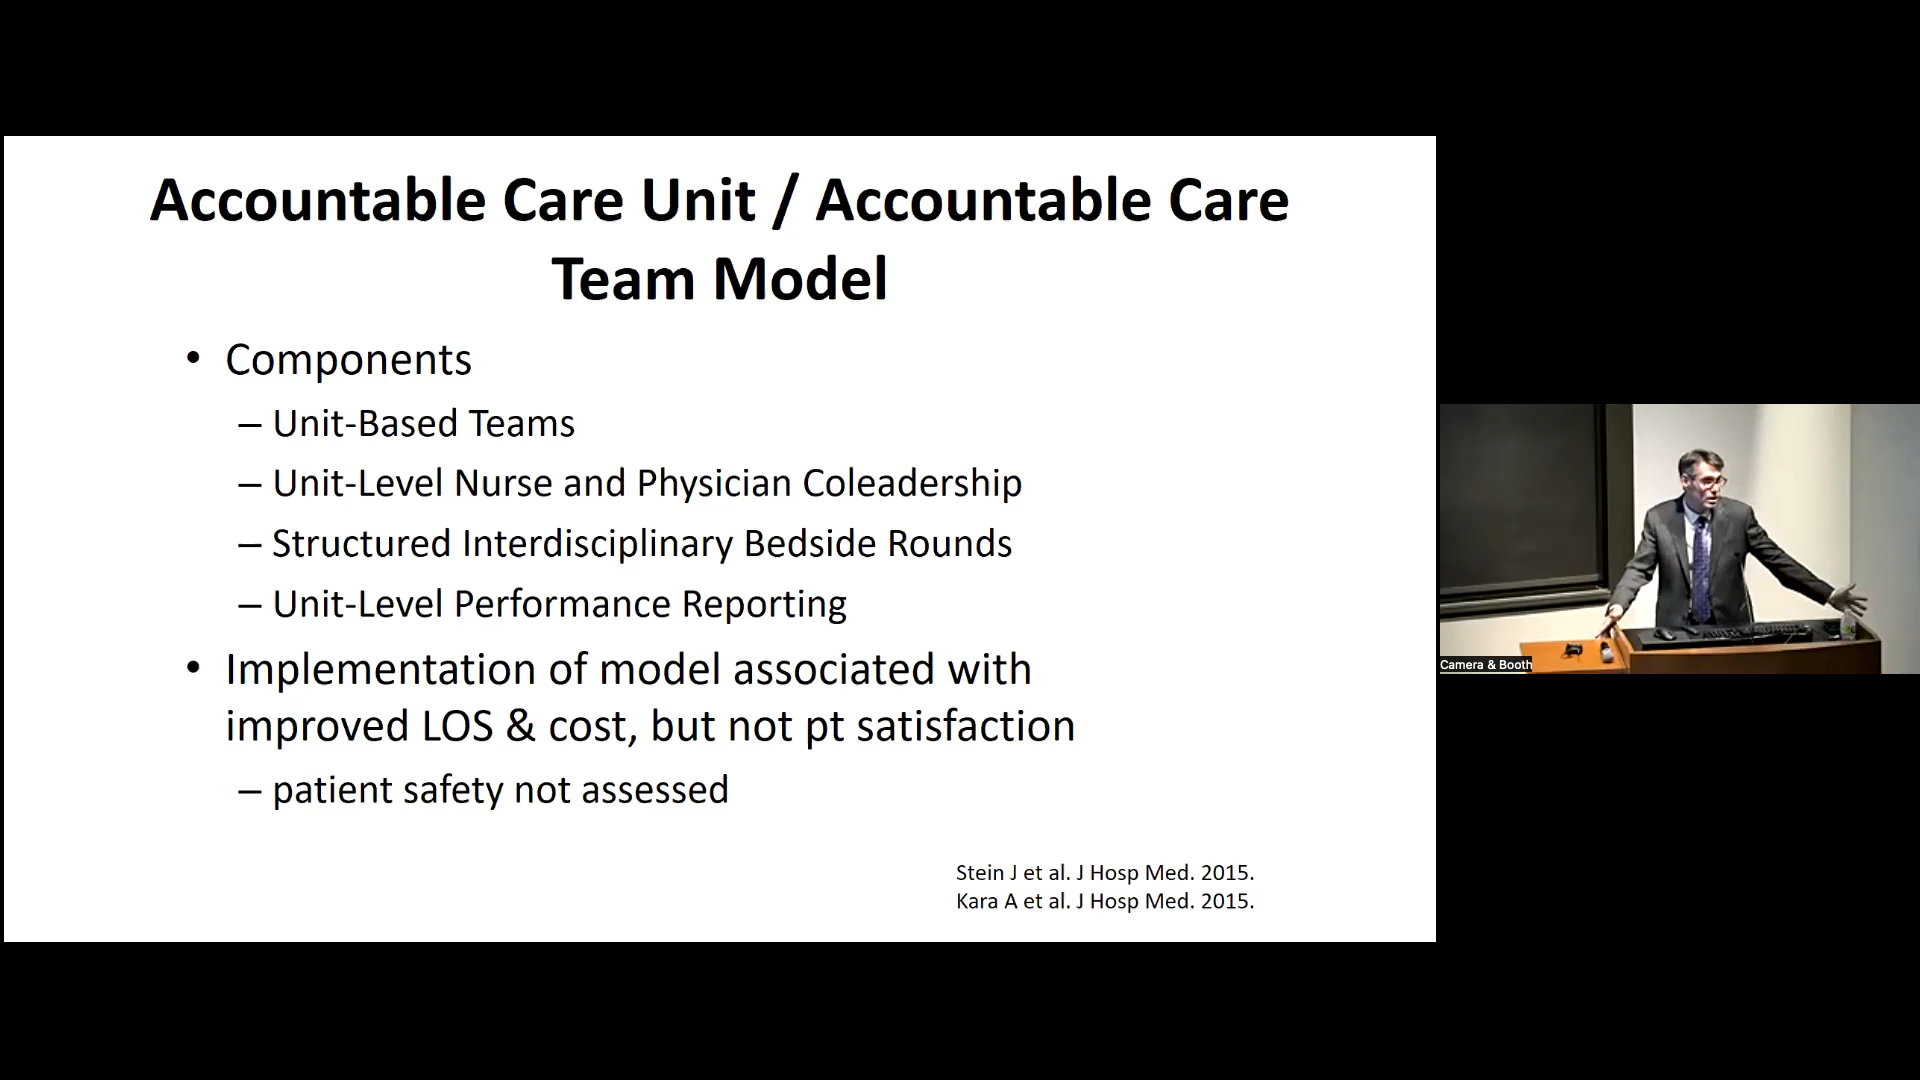 Accountable Care Unit / Accountable Care
Team Model
• Components
– Unit-Based Teams
– Unit-Level Nurse and Physician Coleadership
– Structured Interdisciplinary Bedside Rounds
– Unit-Level Performance Reporting
• Implementation of model associated with
improved LOS & cost, but not pt satisfaction
– patient safety not assessed
Stein J et al. J Hosp Med. 2015.
Kara A et al. J Hosp Med. 2015.
Camera & Booth